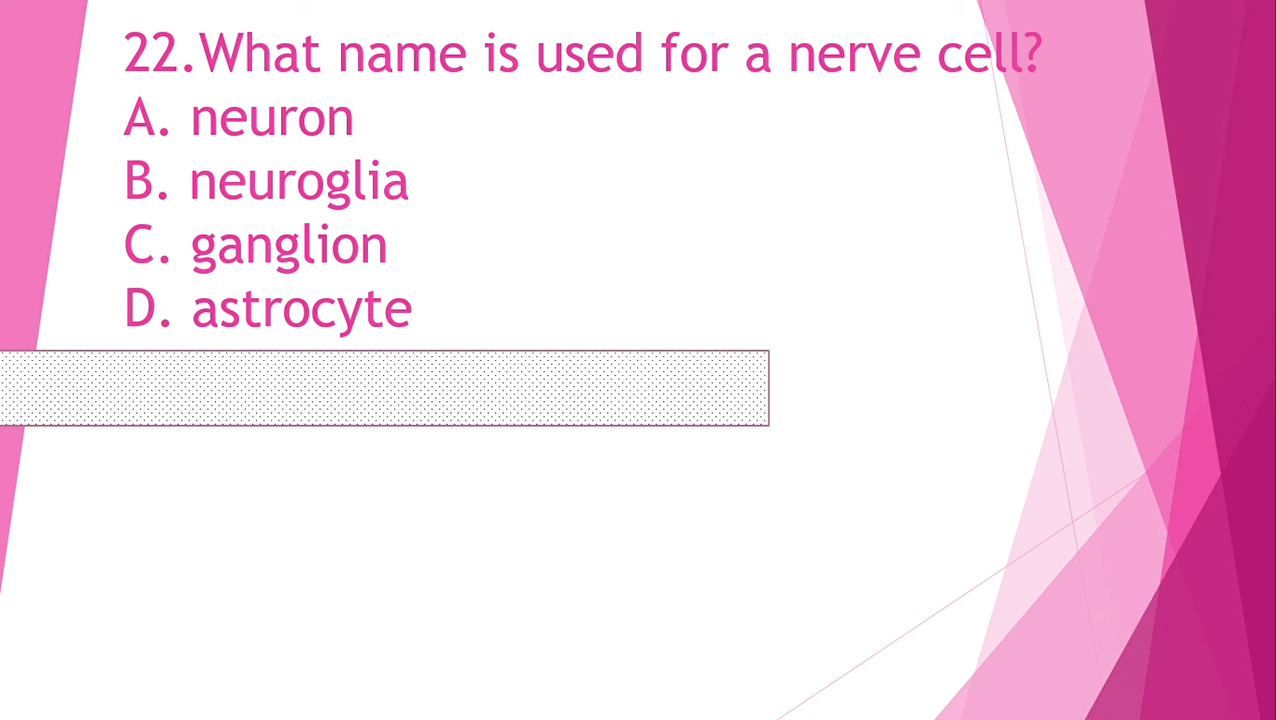 22.What name is used for a nerve cell?
A. neuron
B. neuroglia
C. ganglion
D. astrocyte